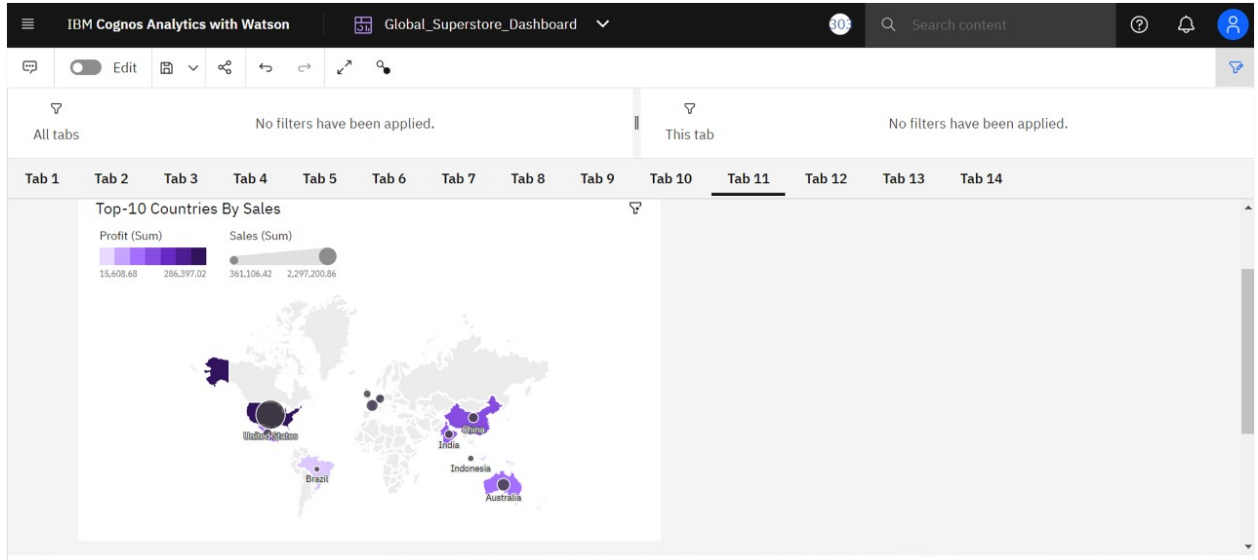 IBM Cognos Analytics with Watson
Global_Superstore_Dashboard
303
Search content
Edit
All tabs
No filters have been applied.
This tab
No filters have been applied.
Tab 1 Tab 2 Tab 3 Tab 4 Tab 5 Tab 6 Tab 7 Tab 8 Tab 9 Tab 10 Tab 11 Tab 12 Tab 13 Tab 14
Top-10 Countries By Sales
Profit (Sum) Sales (Sum)
15,608.68 286,397.02 361,106.42 2,297,200.86
United States
China
India
Indonesia
Brazil
Australia